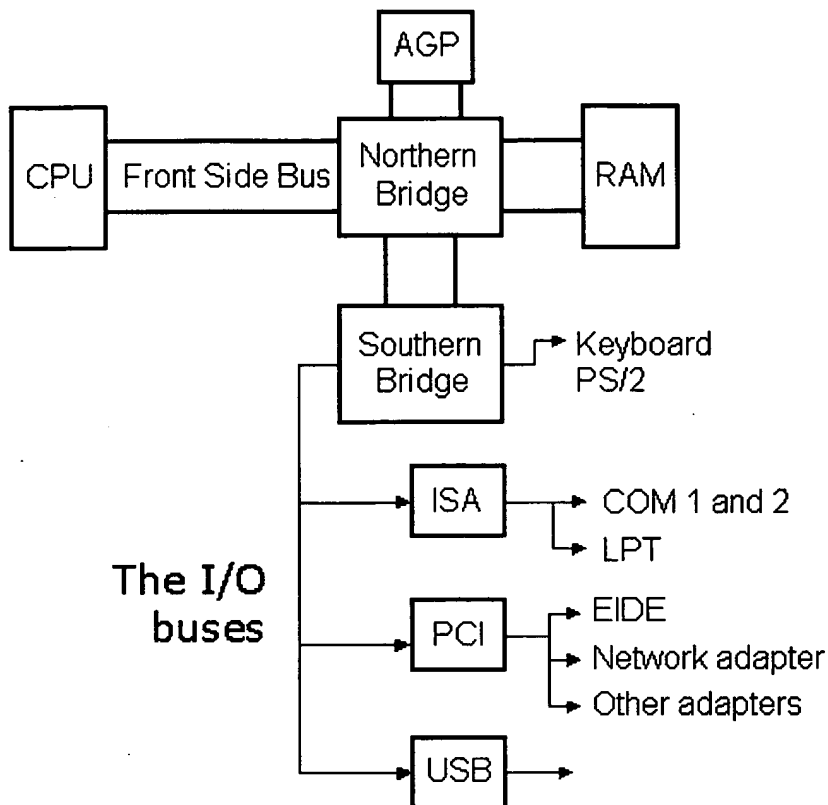 AGP
CPU
Front Side Bus
Northern
Bridge
RAM
Southern
Bridge
Keyboard
PS/2
ISA
COM 1 and 2
LPT
The I/O
buses
PCI
EIDE
Network adapter
Other adapters
USB